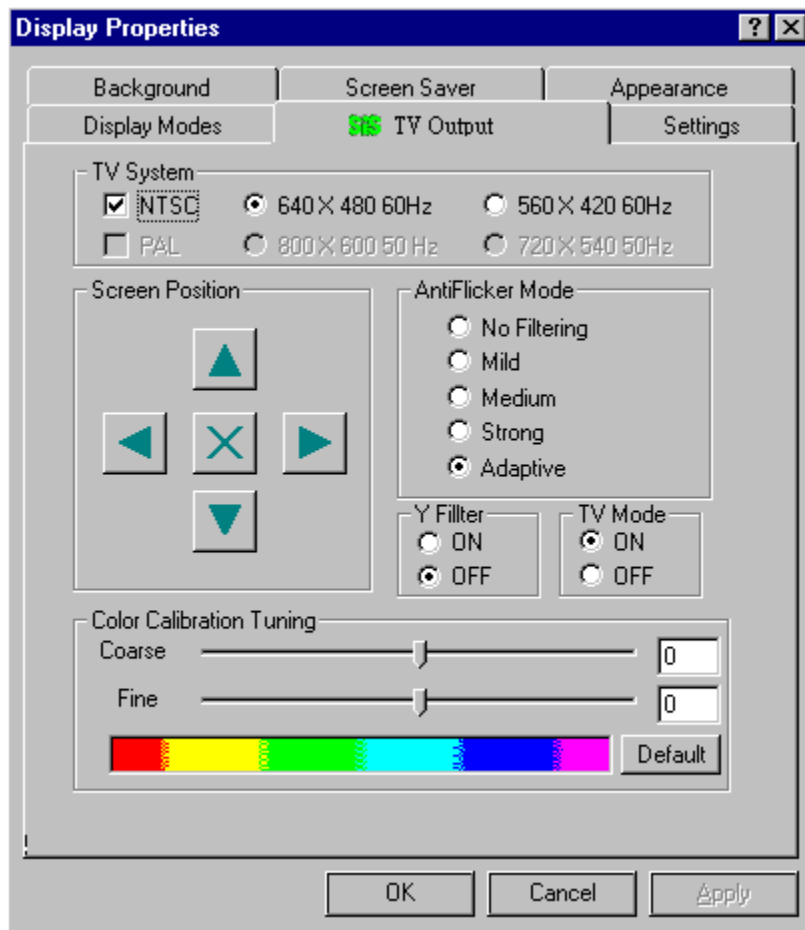 Display Properties
Background Screen Saver Appearance
Display Modes SiS TV Output Settings
TV System
NTSC 640 X 480 60Hz 560 X 420 60Hz
PAL 800 X 600 50 Hz 720 X 540 50Hz
Screen Position
AntiFlicker Mode
No Filtering
Mild
Medium
Strong
Adaptive
Y Fillter TV Mode
ON ON
OFF OFF
Color Calibration Tuning
Coarse 0
Fine 0
Default
OK Cancel Apply